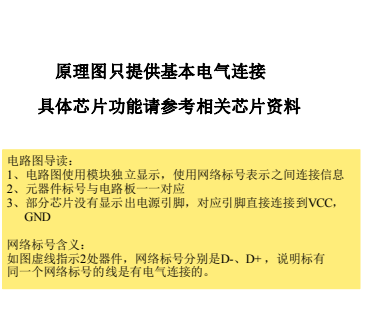 原理图只提供基本电气连接
具体芯片功能请参考相关芯片资料
电路图导读：
1、电路图使用模块独立显示，使用网络标号表示之间连接信息
2、元器件标号与电路板一一对应
3、部分芯片没有显示出电源引脚，对应引脚直接连接到VCC，
GND
网络标号含义：
如图虚线指示2处器件，网络标号分别是D-、D+，说明标有
同一个网络标号的线是有电气连接的。